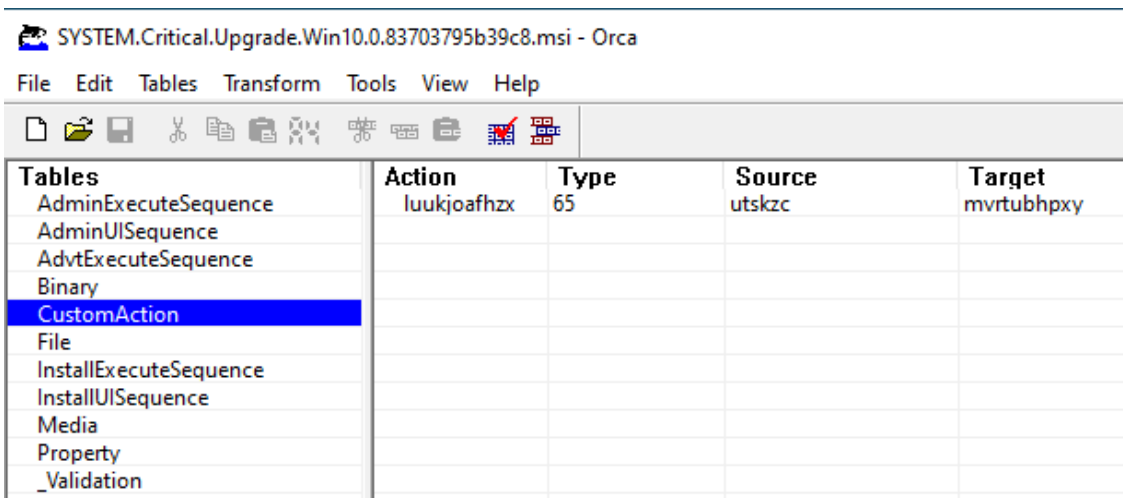 SYSTEM.Critical.Upgrade.Win10.0.83703795b39c8.msi - Orca
File Edit Tables Transform Tools View Help
Tables Action Type Source Target
AdminExecuteSequence luukjoafhzx 65 utskzc mvrtubhpxy
AdminUISequence
AdvtExecuteSequence
Binary
CustomAction
File
InstallExecuteSequence
InstallUISequence
Media
Property
_Validation